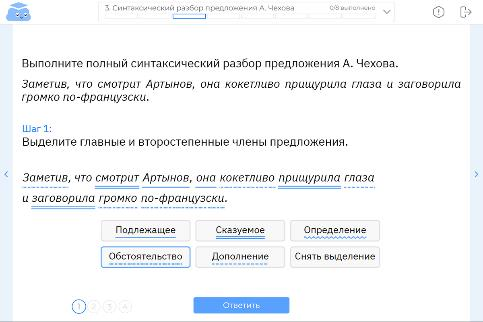 3. Синтаксический разбор предложения А. Чехова 0/8 выполнено
Выполните полный синтаксический разбор предложения А. Чехова.
Заметив, что смотрит Артынов, она кокетливо прищурила глаза и заговорила
громко по-французски.
Шаг 1:
Выделите главные и второстепенные члены предложения.
Заметив, что смотрит Артынов, она кокетливо прищурила глаза
и заговорила громко по-французски.
Подлежащее Сказуемое Определение
Обстоятельство Дополнение Снять выделение
1 2 3 4 Ответить